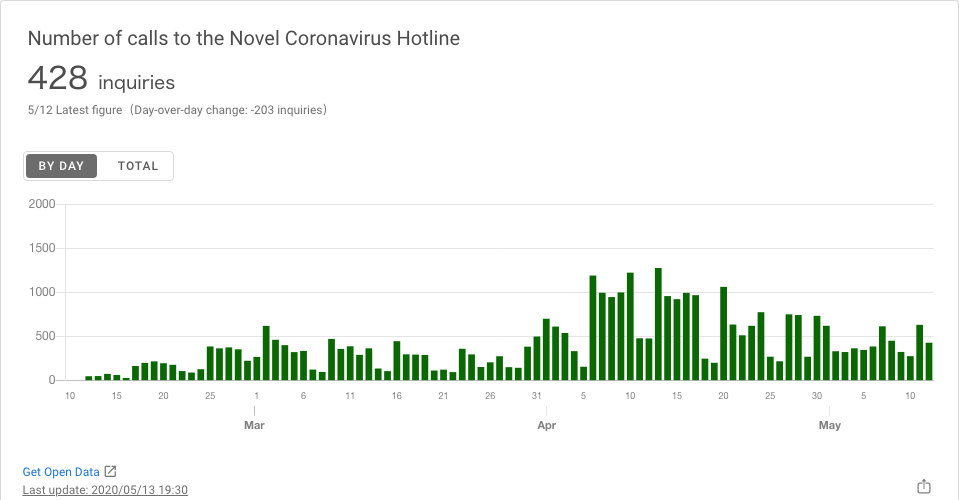 Number of calls to the Novel Coronavirus Hotline
428 inquiries
5/12 Latest figure（Day-over-day change: -203 inquiries）
BY DAY TOTAL
2000
1500
1000
500
0
10 15 20 25 1 6 11 16 21 26 31 5 10 15 20 25 30 5 10
Mar Apr May
Get Open Data
Last update: 2020/05/13 19:30